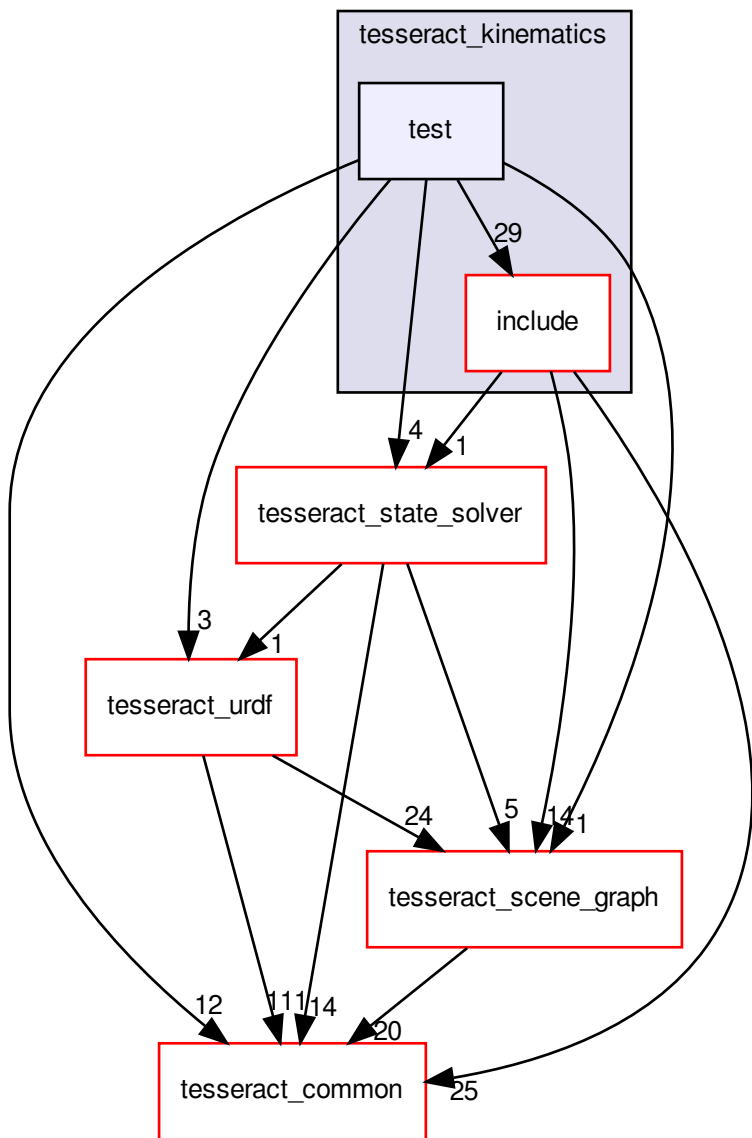 tesseract_kinematics
test
29
include
4
1
tesseract_state_solver
3
1
tesseract_urdf
24
5
14
1
tesseract_scene_graph
12
111
14
20
25
tesseract_common